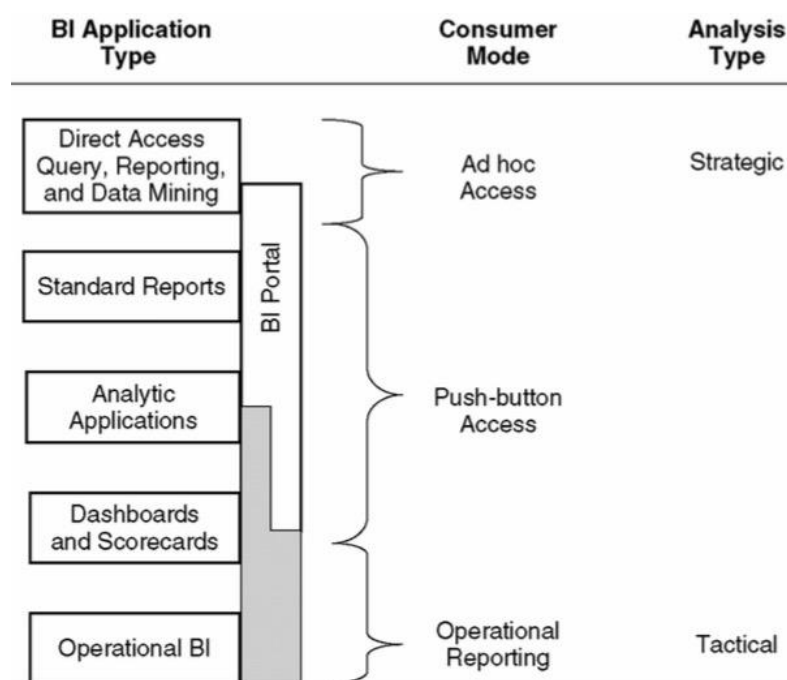 BI Application
Type
Consumer
Mode
Analysis
Type
Direct Access
Query, Reporting,
and Data Mining
Ad hoc
Access
Strategic
BI Portal
Standard Reports
Analytic
Applications
Push-button
Access
Dashboards
and Scorecards
Operational BI
Operational
Reporting
Tactical